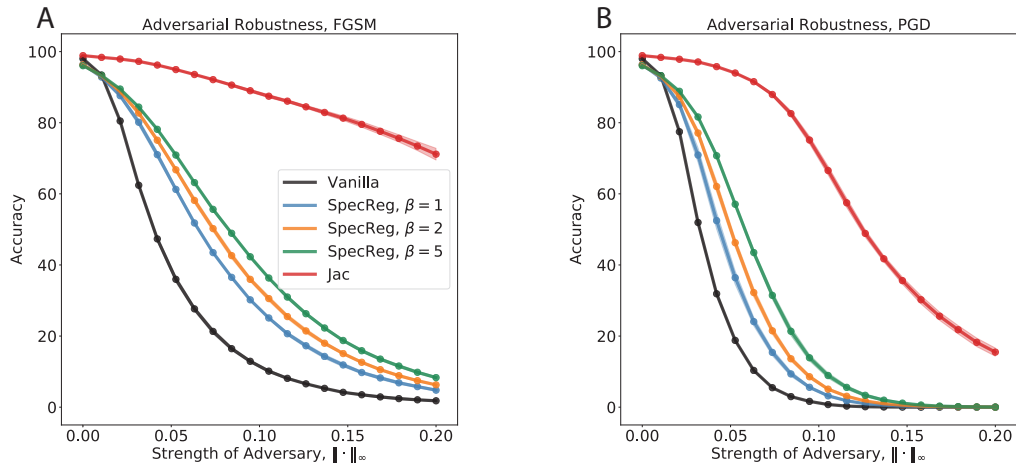 A
Adversarial Robustness, FGSM
100
80
60
40
20
0
Accuracy
Vanilla
SpecReg, β = 1
SpecReg, β = 2
SpecReg, β = 5
Jac
0.00 0.05 0.10 0.15 0.20
Strength of Adversary, ‖·‖∞
B
Adversarial Robustness, PGD
100
80
60
40
20
0
Accuracy
0.00 0.05 0.10 0.15 0.20
Strength of Adversary, ‖·‖∞